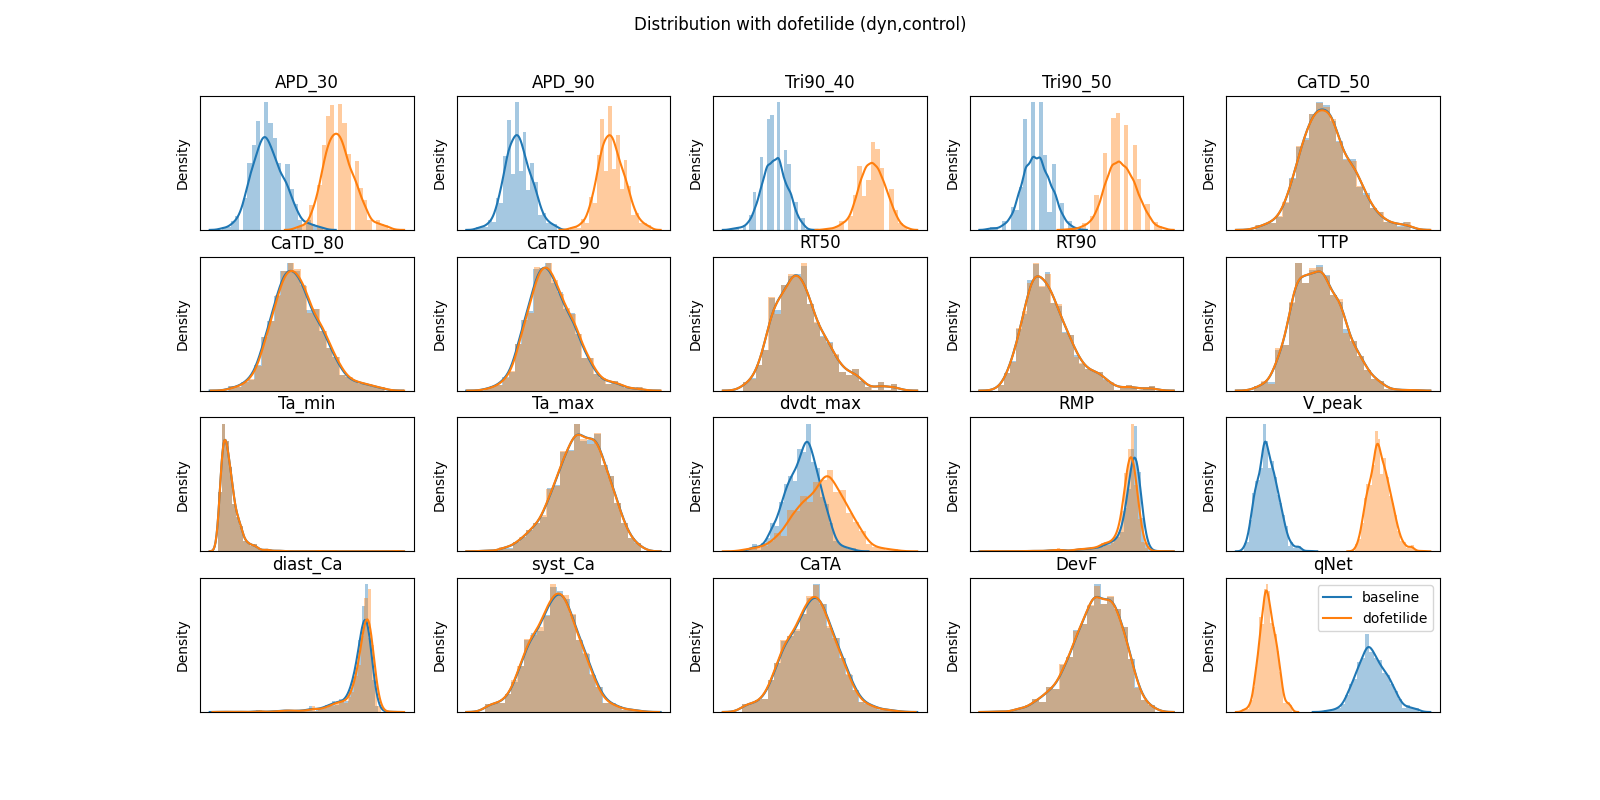 Distribution with dofetilide (dyn,control)
APD_30
APD_90
Tri90_40
Tri90_50
CaTD_50
Density
Density
Density
Density
Density
CaTD_80
CaTD_90
RT50
RT90
TTP
Density
Density
Density
Density
Density
Ta_min
Ta_max
dvdt_max
RMP
V_peak
Density
Density
Density
Density
Density
diast_Ca
syst_Ca
CaTA
DevF
qNet
Density
Density
Density
Density
Density
baseline
dofetilide